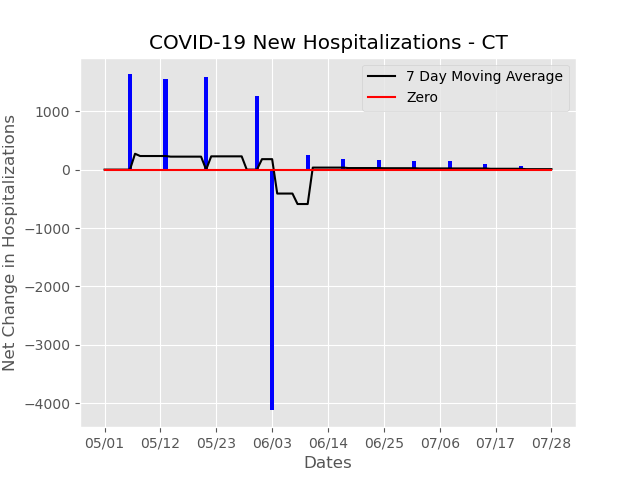 COVID-19 New Hospitalizations - CT
7 Day Moving Average
Zero
Net Change in Hospitalizations
1000
0
−1000
−2000
−3000
−4000
05/01 05/12 05/23 06/03 06/14 06/25 07/06 07/17 07/28
Dates